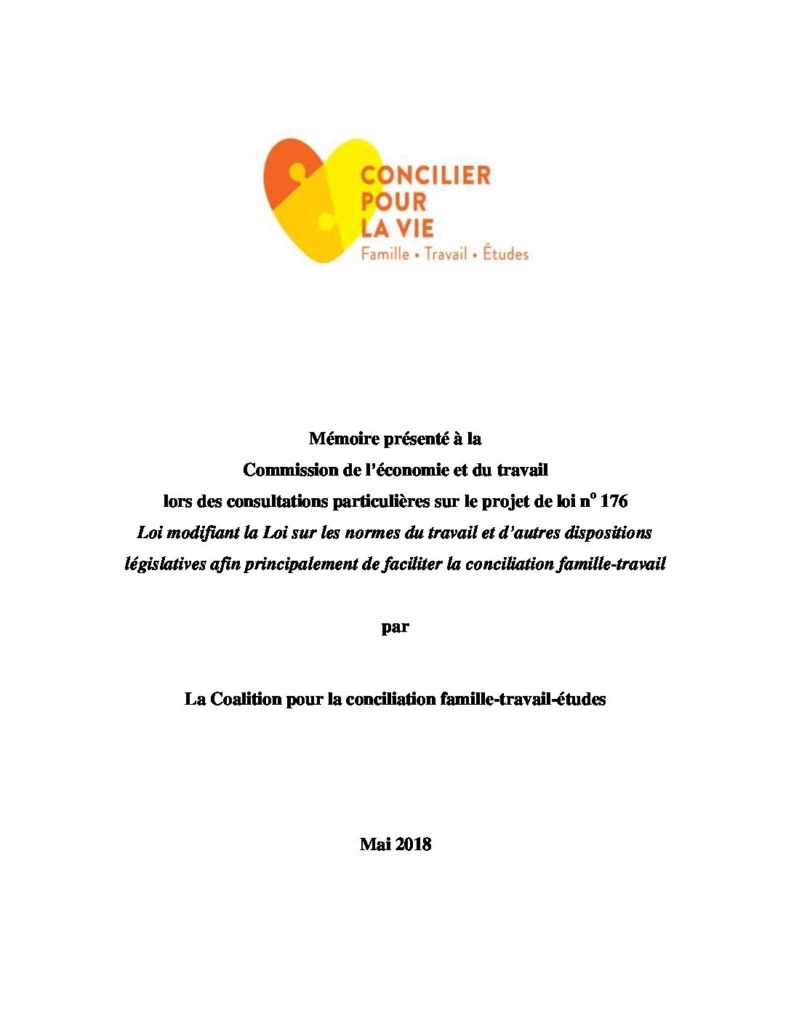 CONCILIER
POUR
LA VIE
Famille • Travail • Études
Mémoire présenté à la
Commission de l’économie et du travail
lors des consultations particulières sur le projet de loi nº 176
Loi modifiant la Loi sur les normes du travail et d’autres dispositions
législatives afin principalement de faciliter la conciliation famille-travail
par
La Coalition pour la conciliation famille-travail-études
Mai 2018